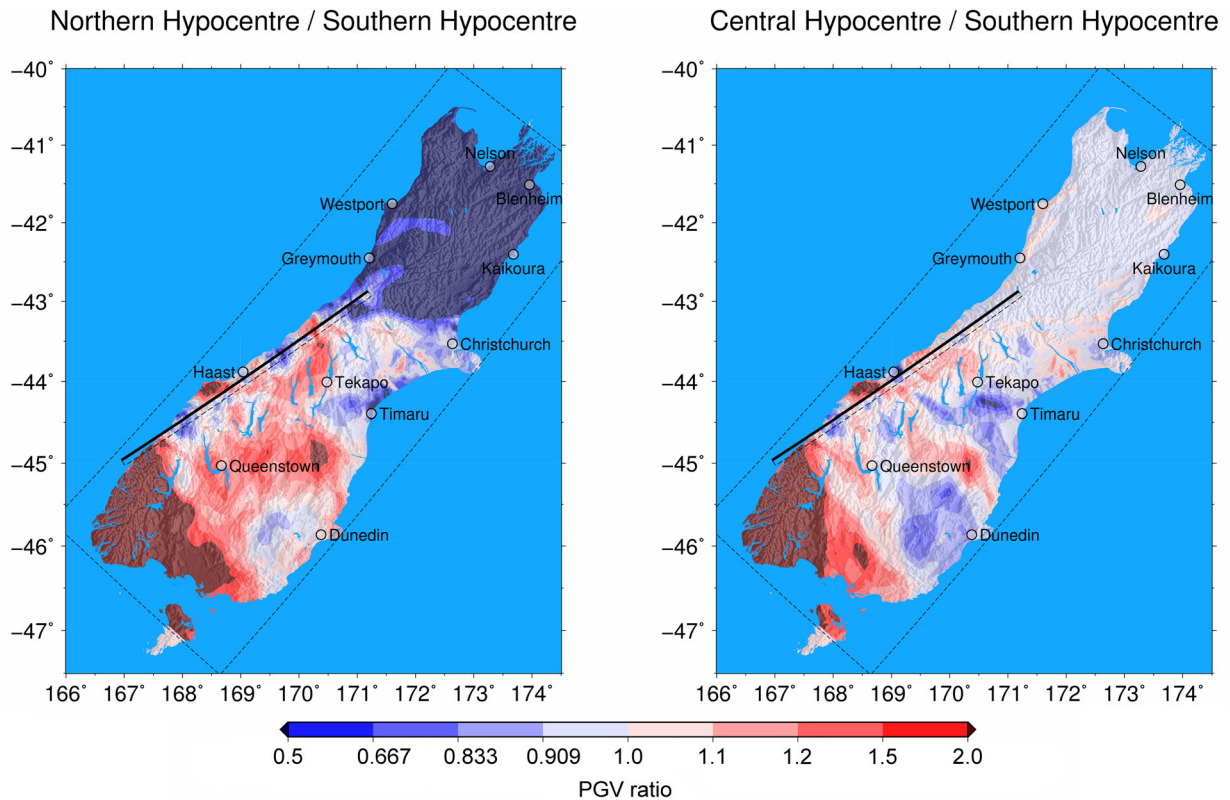 Northern Hypocentre / Southern Hypocentre
Central Hypocentre / Southern Hypocentre
−40˚
−41˚
−42˚
−43˚
−44˚
−45˚
−46˚
−47˚
Nelson
Blenheim
Westport
Greymouth
Kaikoura
Christchurch
Haast
Tekapo
Timaru
Queenstown
Dunedin
166˚ 167˚ 168˚ 169˚ 170˚ 171˚ 172˚ 173˚ 174˚
−40˚
−41˚
−42˚
−43˚
−44˚
−45˚
−46˚
−47˚
Nelson
Blenheim
Westport
Greymouth
Kaikoura
Christchurch
Haast
Tekapo
Timaru
Queenstown
Dunedin
166˚ 167˚ 168˚ 169˚ 170˚ 171˚ 172˚ 173˚ 174˚
0.5 0.667 0.833 0.909 1.0 1.1 1.2 1.5 2.0
PGV ratio